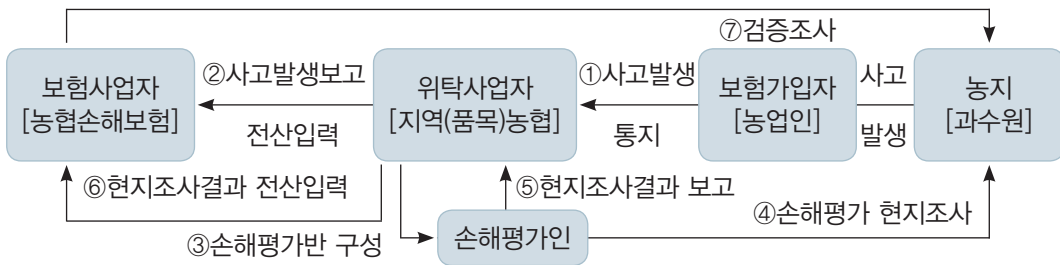 ⑦검증조사
보험사업자
[농협손해보험]
②사고발생보고
전산입력
위탁사업자
[지역(품목)농협]
①사고발생
통지
보험가입자
[농업인]
사고
발생
농지
[과수원]
⑥현지조사결과 전산입력
⑤현지조사결과 보고
④손해평가 현지조사
③손해평가반 구성
손해평가인